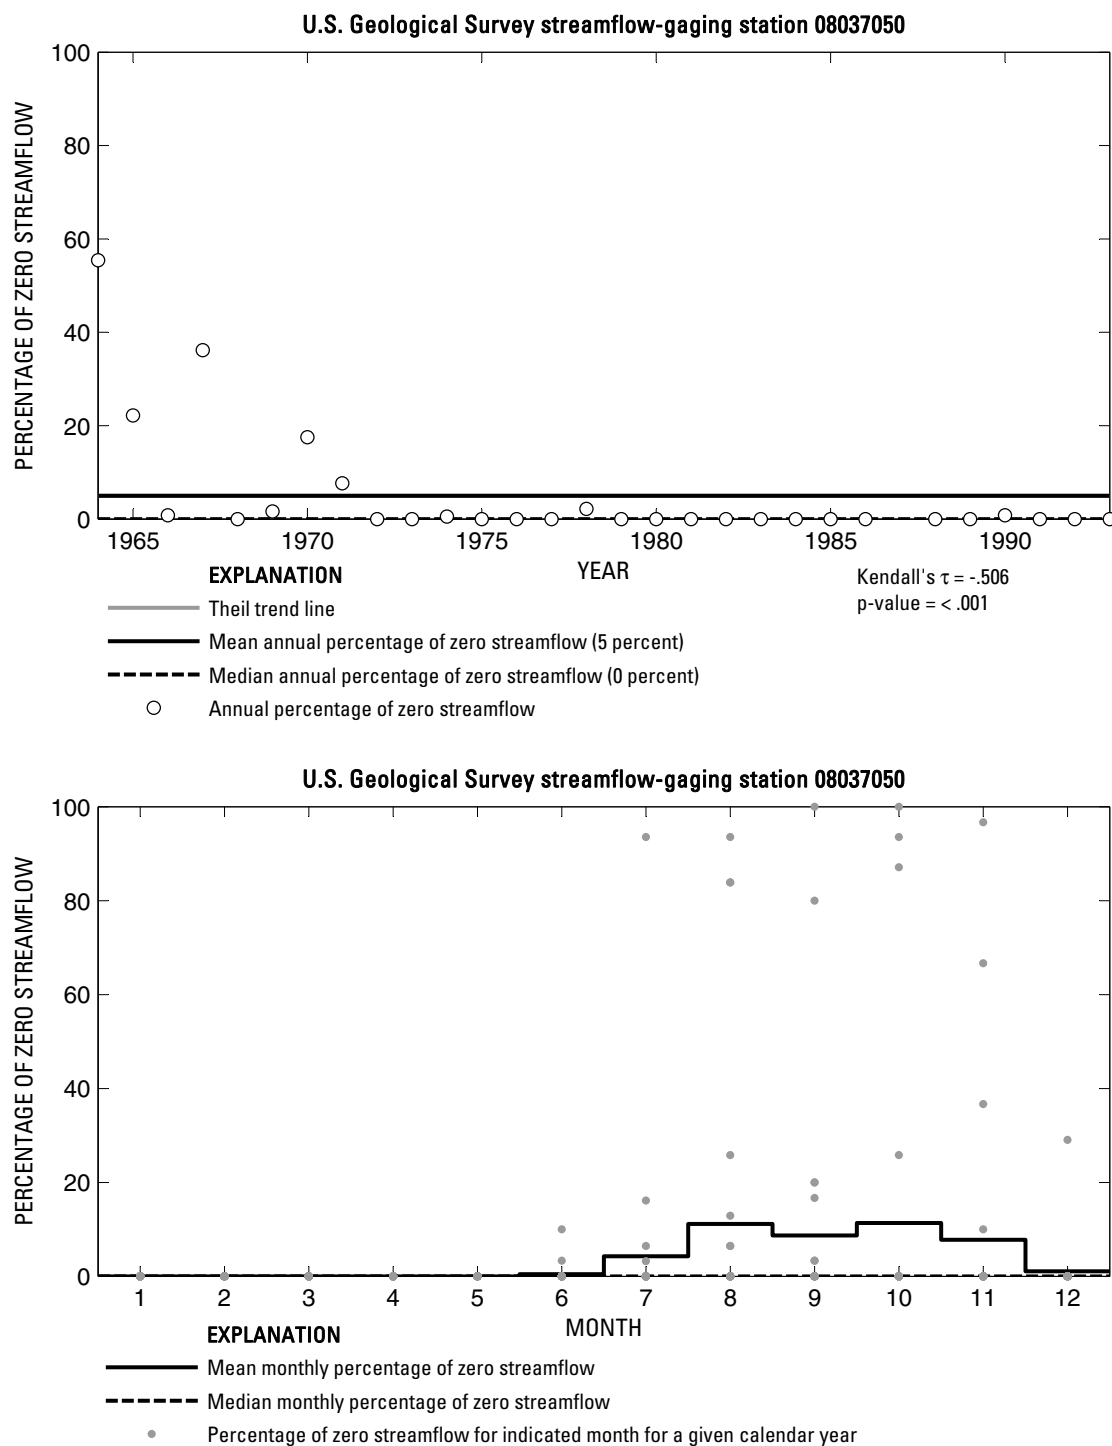 U.S. Geological Survey streamflow-gaging station 08037050
PERCENTAGE OF ZERO STREAMFLOW
100
80
60
40
20
0
1965 1970 1975 1980 1985 1990
YEAR
Kendall's τ = -.506
p-value = < .001
EXPLANATION
Theil trend line
Mean annual percentage of zero streamflow (5 percent)
Median annual percentage of zero streamflow (0 percent)
Annual percentage of zero streamflow
U.S. Geological Survey streamflow-gaging station 08037050
PERCENTAGE OF ZERO STREAMFLOW
100
80
60
40
20
0
1 2 3 4 5 6 7 8 9 10 11 12
MONTH
EXPLANATION
Mean monthly percentage of zero streamflow
Median monthly percentage of zero streamflow
Percentage of zero streamflow for indicated month for a given calendar year